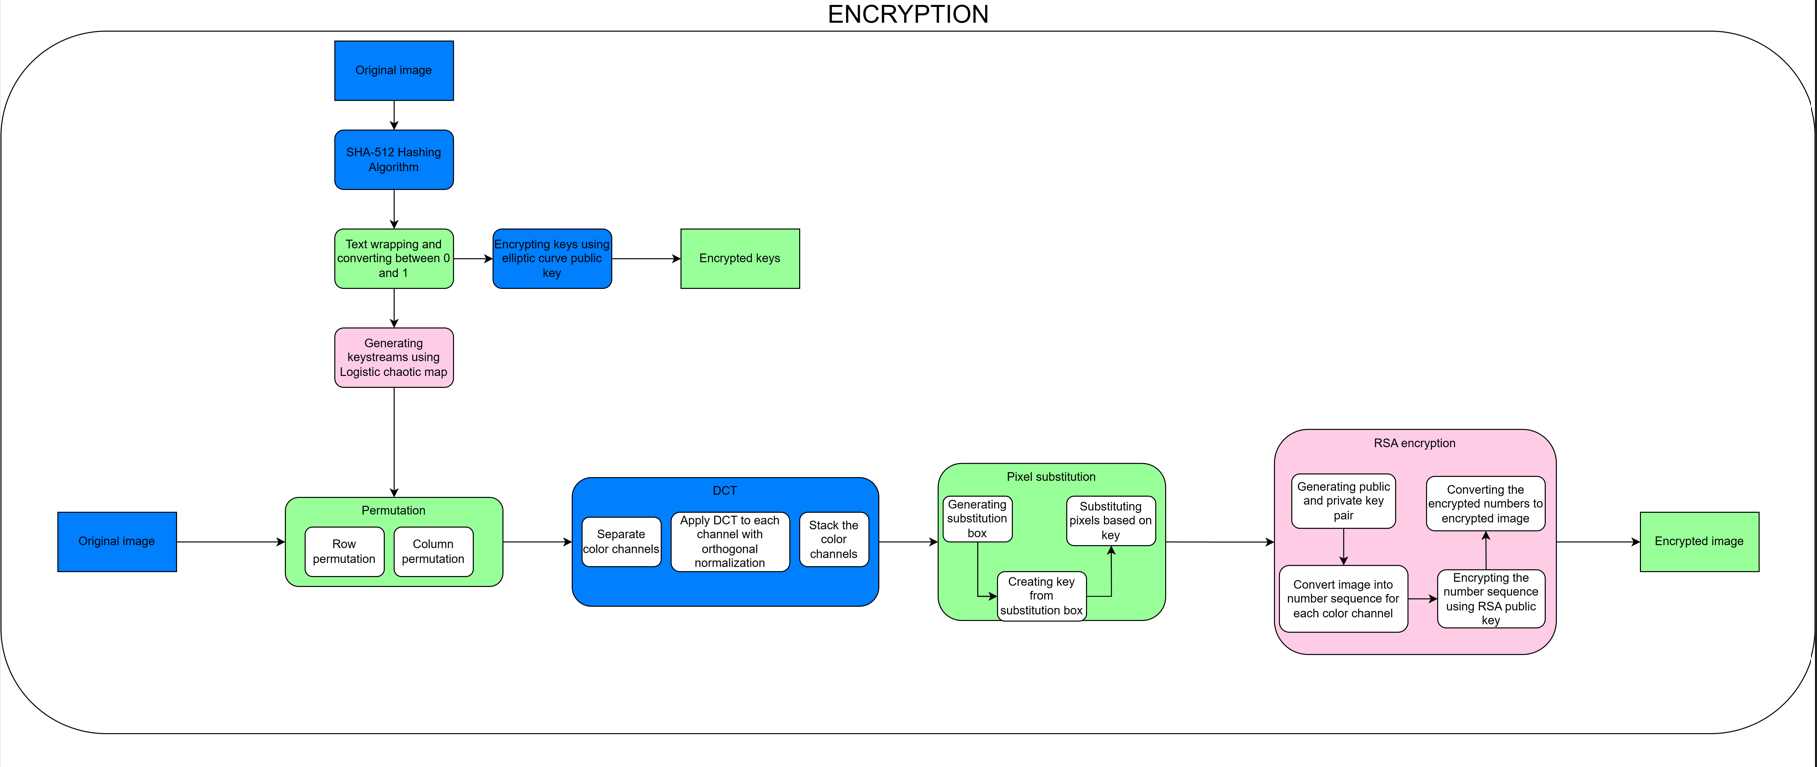 ENCRYPTION
Original image
SHA-512 Hashing
Algorithm
Text wrapping and
converting between 0
and 1
Encrypting keys using
elliptic curve public
key
Encrypted keys
Generating
keystreams using
Logistic chaotic map
Original image
Permutation
Row
permutation
Column
permutation
DCT
Separate
color channels
Apply DCT to each
channel with
orthogonal
normalization
Stack the
color
channels
Pixel substitution
Generating
substitution
box
Creating key
from
substitution box
Substituting
pixels based on
key
RSA encryption
Generating public
and private key
pair
Convert image into
number sequence for
each color channel
Encrypting the
number sequence
using RSA public
key
Converting the
encrypted numbers to
encrypted image
Encrypted image